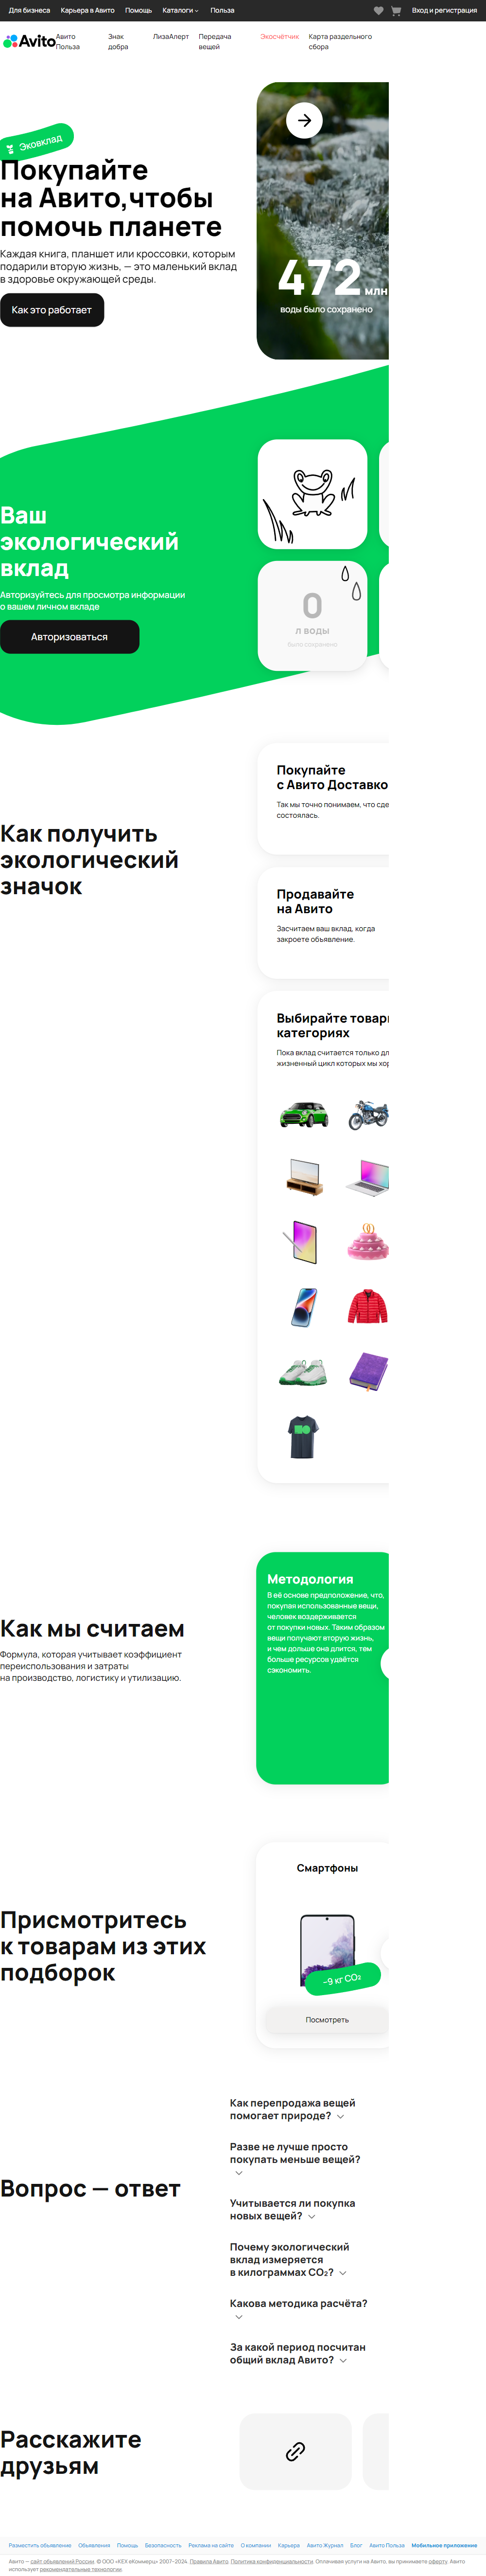 Для бизнеса Карьера в Авито Помощь Каталоги Польза Вход и регистрация
Avito
Авито Польза
Знак добра
ЛизаАлерт
Передача вещей
Экосчётчик
Карта раздельного сбора
Эковклад
Покупайте
на Авито,чтобы
помочь планете
Каждая книга, планшет или кроссовки, которым
подарили вторую жизнь, — это маленький вклад
в здоровье окружающей среды.
Как это работает
472 млн
воды было сохранено
Ваш
экологический
вклад
Авторизуйтесь для просмотра информации
о вашем личном вкладе
Авторизоваться
0
л воды
было сохранено
Как получить
экологический
значок
Покупайте
с Авито Доставко
Так мы точно понимаем, что сде
состоялась.
Продавайте
на Авито
Засчитаем ваш вклад, когда
закроете объявление.
Выбирайте товары
категориях
Пока вклад считается только дл
жизненный цикл которых мы хор
Как мы считаем
Формула, которая учитывает коэффициент
переиспользования и затраты
на производство, логистику и утилизацию.
Методология
В её основе предположение, что,
покупая использованные вещи,
человек воздерживается
от покупки новых. Таким образом
вещи получают вторую жизнь,
и чем дольше она длится, тем
больше ресурсов удаётся
сэкономить.
Присмотритесь
к товарам из этих
подборок
Смартфоны
−9 кг CO₂
Посмотреть
Вопрос — ответ
Как перепродажа вещей
помогает природе?
Разве не лучше просто
покупать меньше вещей?
Учитывается ли покупка
новых вещей?
Почему экологический
вклад измеряется
в килограммах CO₂?
Какова методика расчёта?
За какой период посчитан
общий вклад Авито?
Расскажите
друзьям
Разместить объявление Объявления Помощь Безопасность Реклама на сайте О компании Карьера Авито Журнал Блог Авито Польза Мобильное приложение
Авито — сайт объявлений России. © ООО «КЕХ еКоммерц» 2007–2024. Правила Авито. Политика конфиденциальности. Оплачивая услуги на Авито, вы принимаете оферту. Авито
использует рекомендательные технологии.